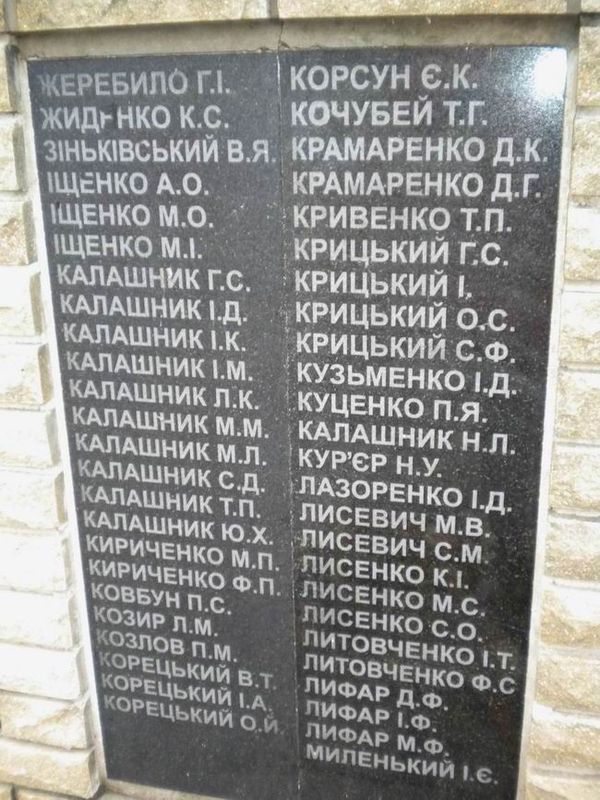 ЖЕРЕБИЛО Г.І.
ЖИДЕНКО К.С.
ЗІНЬКІВСЬКИЙ В.Я.
ІЩЕНКО А.О.
ІЩЕНКО М.О.
ІЩЕНКО М.І.
КАЛАШНИК Г.С.
КАЛАШНИК І.Д.
КАЛАШНИК І.К.
КАЛАШНИК І.М.
КАЛАШНИК Л.К.
КАЛАШНИК М.М.
КАЛАШНИК М.Л.
КАЛАШНИК С.Д.
КАЛАШНИК Т.П.
КАЛАШНИК Ю.Х.
КИРИЧЕНКО М.П.
КИРИЧЕНКО Ф.П.
КОВБУН П.С.
КОЗИР Л.М.
КОЗЛОВ П.М.
КОРЕЦЬКИЙ В.Т.
КОРЕЦЬКИЙ І.А.
КОРЕЦЬКИЙ О.Й.
КОРСУН Є.К.
КОЧУБЕЙ Т.Г.
КРАМАРЕНКО Д.К.
КРАМАРЕНКО Д.Г.
КРИВЕНКО Т.П.
КРИЦЬКИЙ Г.С.
КРИЦЬКИЙ І.
КРИЦЬКИЙ О.С.
КРИЦЬКИЙ С.Ф.
КУЗЬМЕНКО І.Д.
КУЦЕНКО П.Я.
КАЛАШНИК Н.Л.
КУР'ЄР Н.У.
ЛАЗОРЕНКО І.Д.
ЛИСЕВИЧ М.В.
ЛИСЕВИЧ С.М
ЛИСЕНКО К.І.
ЛИСЕНКО М.С.
ЛИСЕНКО С.О.
ЛИТОВЧЕНКО І.Т.
ЛИТОВЧЕНКО Ф.С
ЛИФАР Д.Ф.
ЛИФАР І.Ф.
ЛИФАР М.Ф.
МИЛЕНЬКИЙ І.Є.